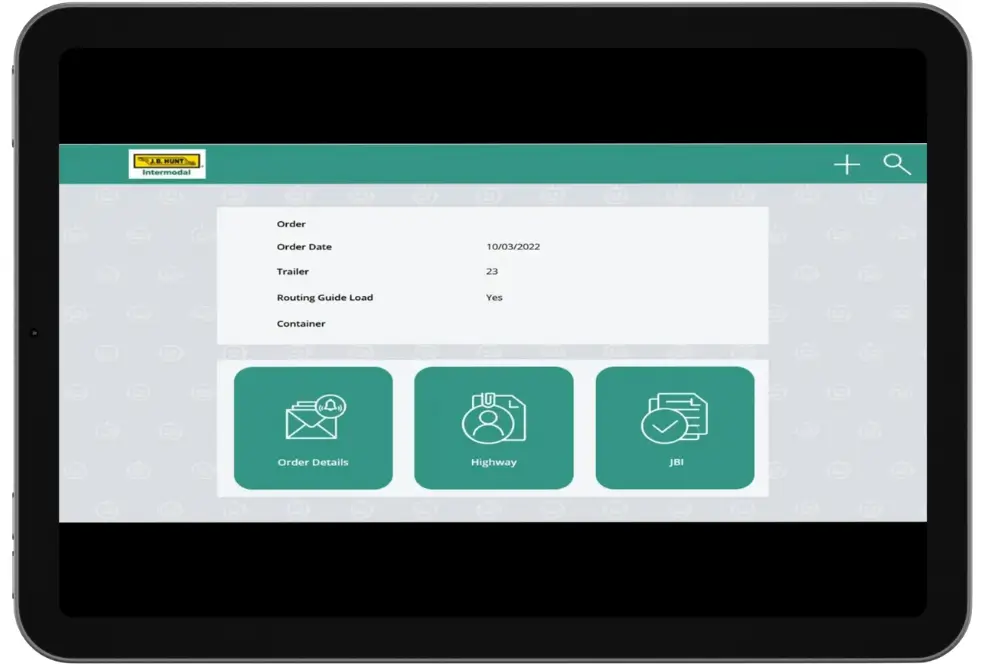 J.B. HUNT
Intermodal
Order
Order Date 10/03/2022
Trailer 23
Routing Guide Load Yes
Container
Order Details
Highway
JBI